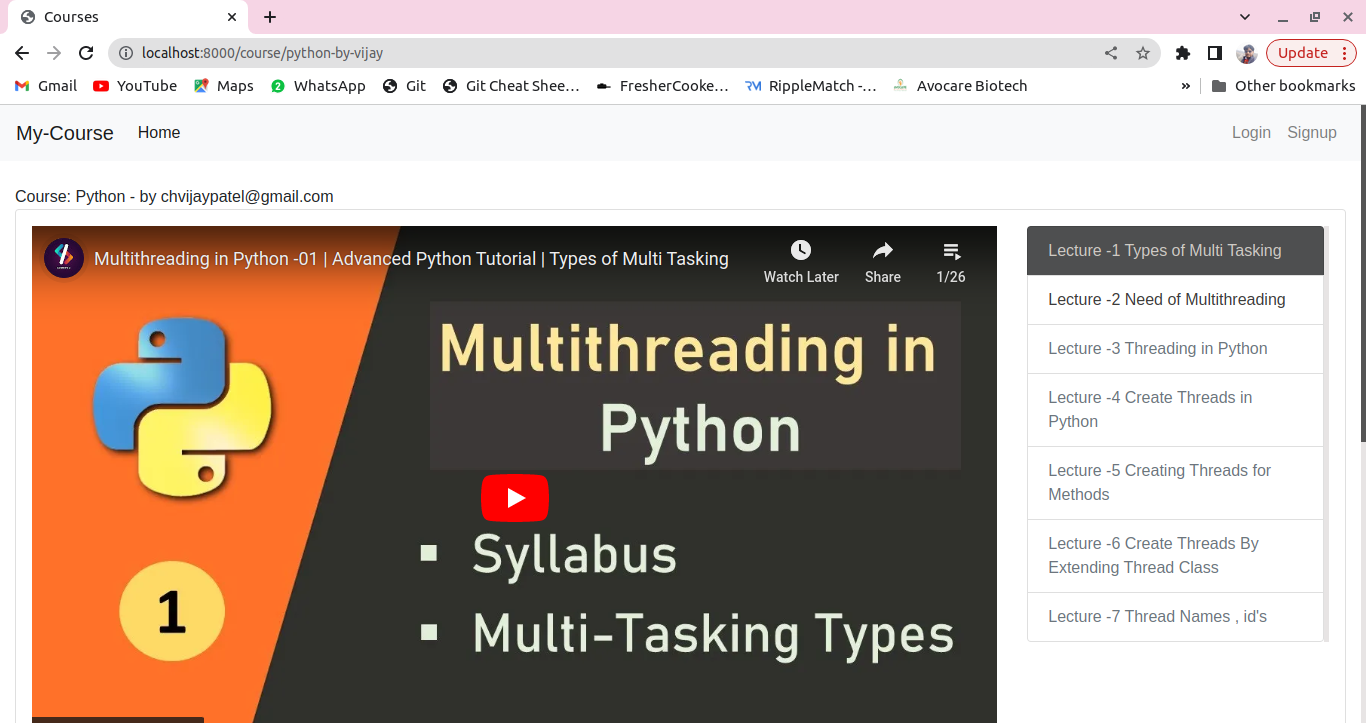 Courses
localhost:8000/course/python-by-vijay
Update
Gmail
YouTube
Maps
2
WhatsApp
Git
Git Cheat Shee...
FresherCooke...
RM
RippleMatch -...
Avocare Biotech
»
Other bookmarks
My-Course
Home
Login
Signup
Course: Python - by chvijaypatel@gmail.com
Multithreading in Python -01 | Advanced Python Tutorial | Types of Multi Tasking
Watch Later
Share
1/26
Multithreading in
Python
▪ Syllabus
▪ Multi-Tasking Types
1
Lecture -1 Types of Multi Tasking
Lecture -2 Need of Multithreading
Lecture -3 Threading in Python
Lecture -4 Create Threads in
Python
Lecture -5 Creating Threads for
Methods
Lecture -6 Create Threads By
Extending Thread Class
Lecture -7 Thread Names , id's